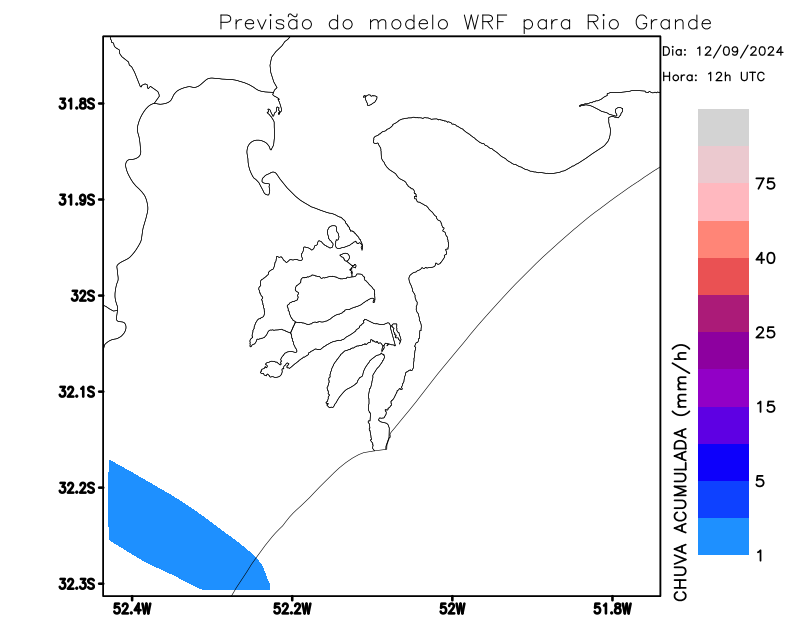 Previsão do modelo WRF para Rio Grande
Dia: 12/09/2024
Hora: 12h UTC
31.8S
31.9S
32S
32.1S
32.2S
32.3S
52.4W
52.2W
52W
51.8W
CHUVA ACUMULADA (mm/h)
75
40
25
15
5
1